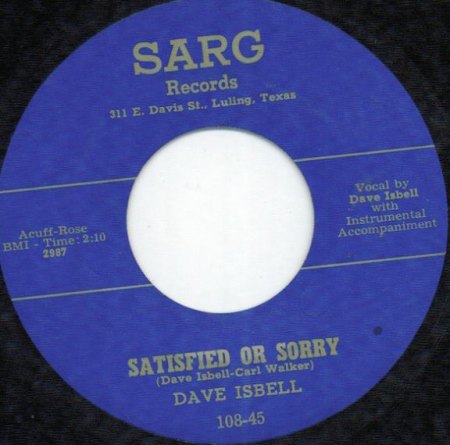 SARG
Records
311 E. Davis St., Luling, Texas
Acuff-Rose
BMI - Time: 2:10
2987
Vocal by
Dave Isbell
with
Instrumental
Accompaniment
SATISFIED OR SORRY
(Dave Isbell-Carl Walker)
DAVE ISBELL
108-45